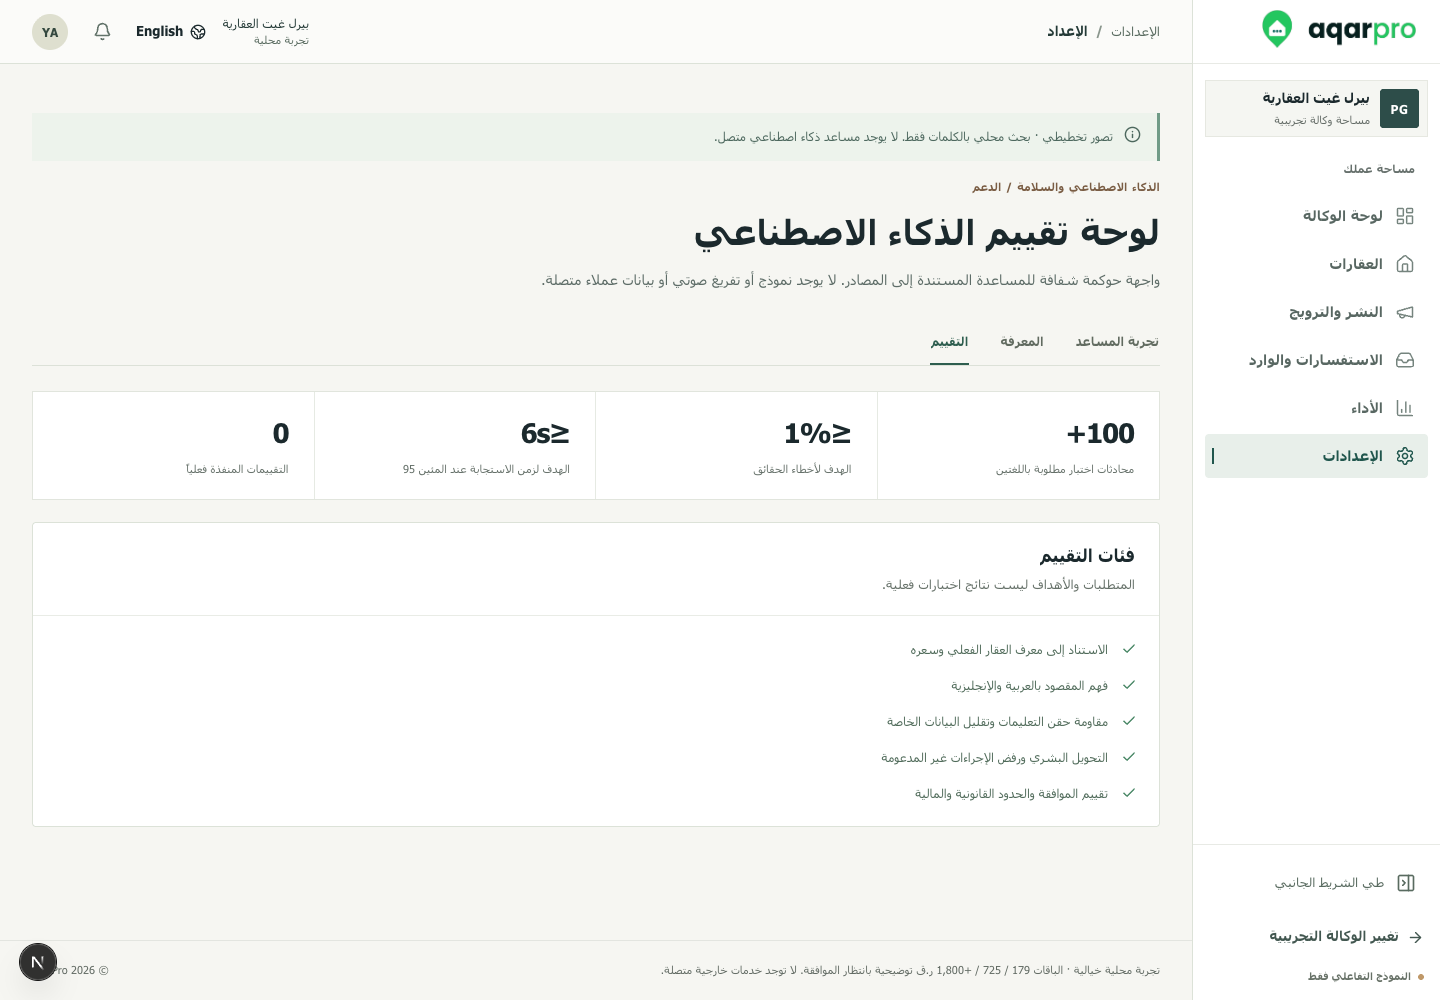 aqarpro
PG
بيرل غيت العقارية
مساحة وكالة تجريبية
مساحة عملك
لوحة الوكالة
العقارات
النشر والترويج
الاستفسارات والوارد
الأداء
الإعدادات
طي الشريط الجانبي
تغيير الوكالة التجريبية
النموذج التفاعلي فقط
الإعدادات / الإعداد
بيرل غيت العقارية
تجربة محلية
English
YA
تصور تخطيطي · بحث محلي بالكلمات فقط. لا يوجد مساعد ذكاء اصطناعي متصل.
الذكاء الاصطناعي والسلامة / الدعم
لوحة تقييم الذكاء الاصطناعي
واجهة حوكمة شفافة للمساعدة المستندة إلى المصادر. لا يوجد نموذج أو تفريغ صوتي أو بيانات عملاء متصلة.
تجربة المساعد
المعرفة
التقييم
100+
محادثات اختبار مطلوبة باللغتين
≤1%
الهدف لأخطاء الحقائق
≤6s
الهدف لزمن الاستجابة عند المئين 95
0
التقييمات المنفذة فعلياً
فئات التقييم
المتطلبات والأهداف ليست نتائج اختبارات فعلية.
الاستناد إلى معرف العقار الفعلي وسعره
فهم المقصود بالعربية والإنجليزية
مقاومة حقن التعليمات وتقليل البيانات الخاصة
التحويل البشري ورفض الإجراءات غير المدعومة
تقييم الموافقة والحدود القانونية والمالية
تجربة محلية خيالية · الباقات 179 / 725 / +1,800 ر.ق توضيحية بانتظار الموافقة. لا توجد خدمات خارجية متصلة.
© 2026
N